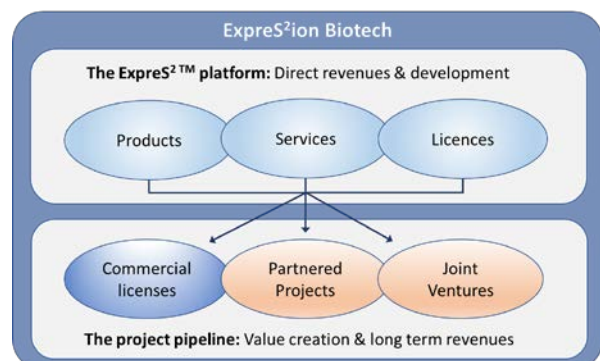 ExpreS²ion Biotech
The ExpreS² ™ platform: Direct revenues & development
Products
Services
Licences
Commercial
licenses
Partnered
Projects
Joint
Ventures
The project pipeline: Value creation & long term revenues